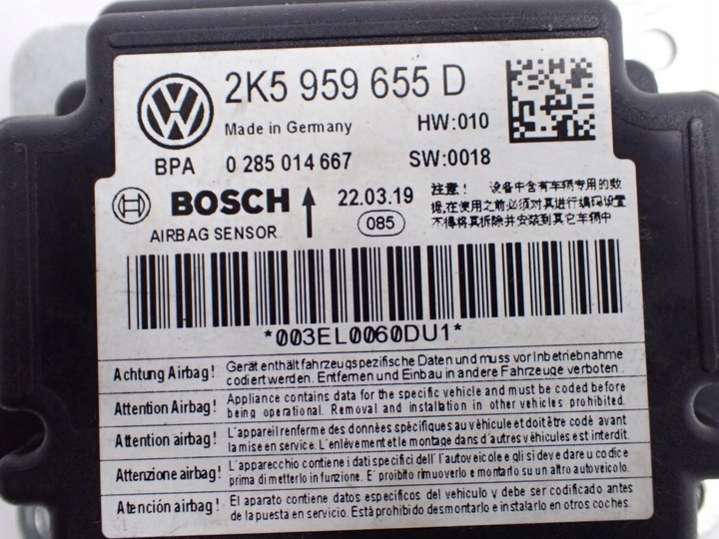 2K5 959 655 D
Made in Germany HW:010
BPA 0 285 014 667 SW:0018
BOSCH 22.03.19
AIRBAG SENSOR 085
注意！ 设备中含有车辆专用的数
据,在使用之前必须对其进行编码设置
不得将其拆除并安装到其它车辆中
*003EL0060DU1*
Achtung Airbag! Gerät enthält fahrzeugspezifische Daten und muss vor Inbetriebnahme
codiert werden. Entfernen und Einbau in andere Fahrzeuge verboten.
Attention Airbag! Appliance contains data for the specific vehicle and must be coded before
being operational. Removal and installation in other vehicles prohibited.
Attention airbag! L'appareil renferme des données spécifiques au véhicule et doit être codé avant
la mise en service. L'enlèvement et le montage dans d'autres véhicules est interdit.
Attenzione airbag! L'apparecchio contiene i dati specifici dell' autoveicolo e gli si deve dare u codice
prima di metterlo in funzione. E' proibito rimuoverlo e montarlo su un altro autoveicolo.
Atención airbag! El aparato contiene datos especificos del vehiculo y debe ser codificado antes
de la puesta en servicio. Está prohibido desmontarlo e instalarlo en otros coches.